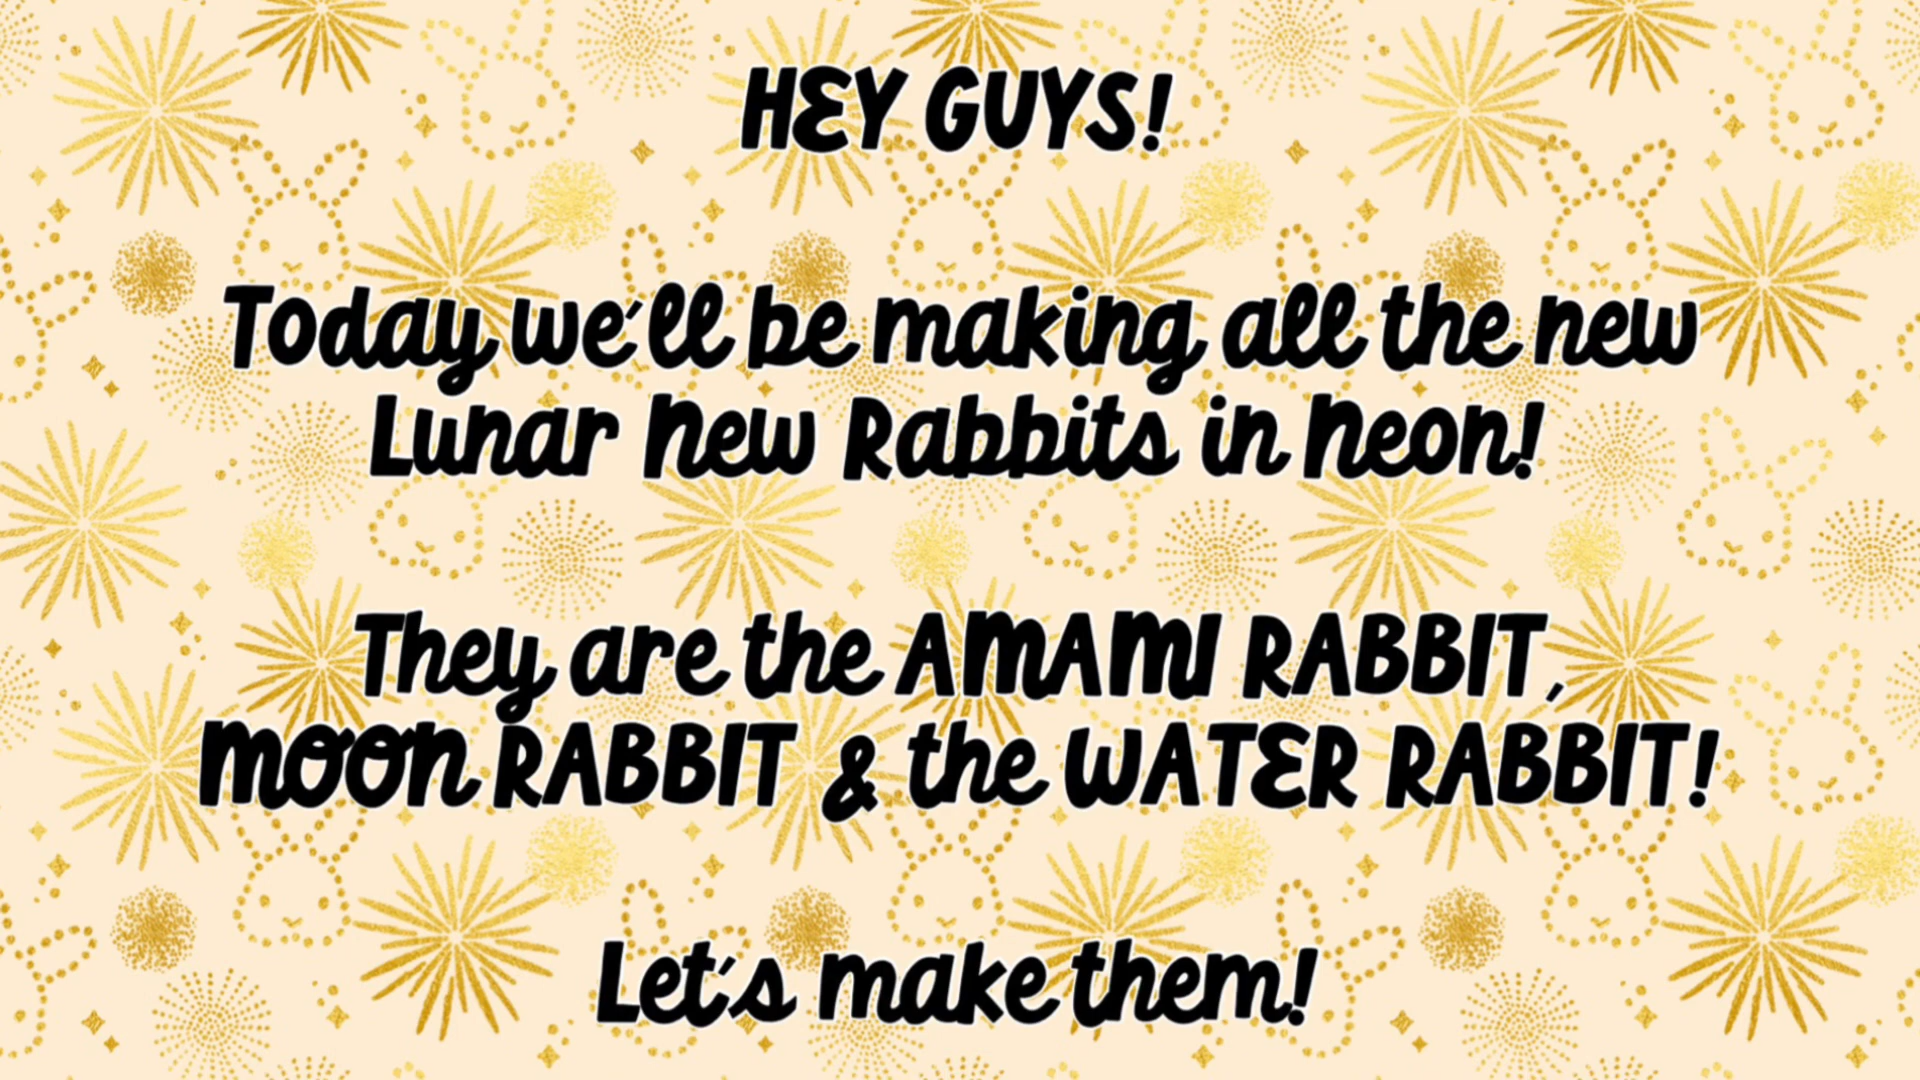 HEY GUYS!
Today we'll be making all the new
Lunar New Rabbits in Neon!
They are the AMAMI RABBIT,
MOON RABBIT & the WATER RABBIT!
Let's make them!